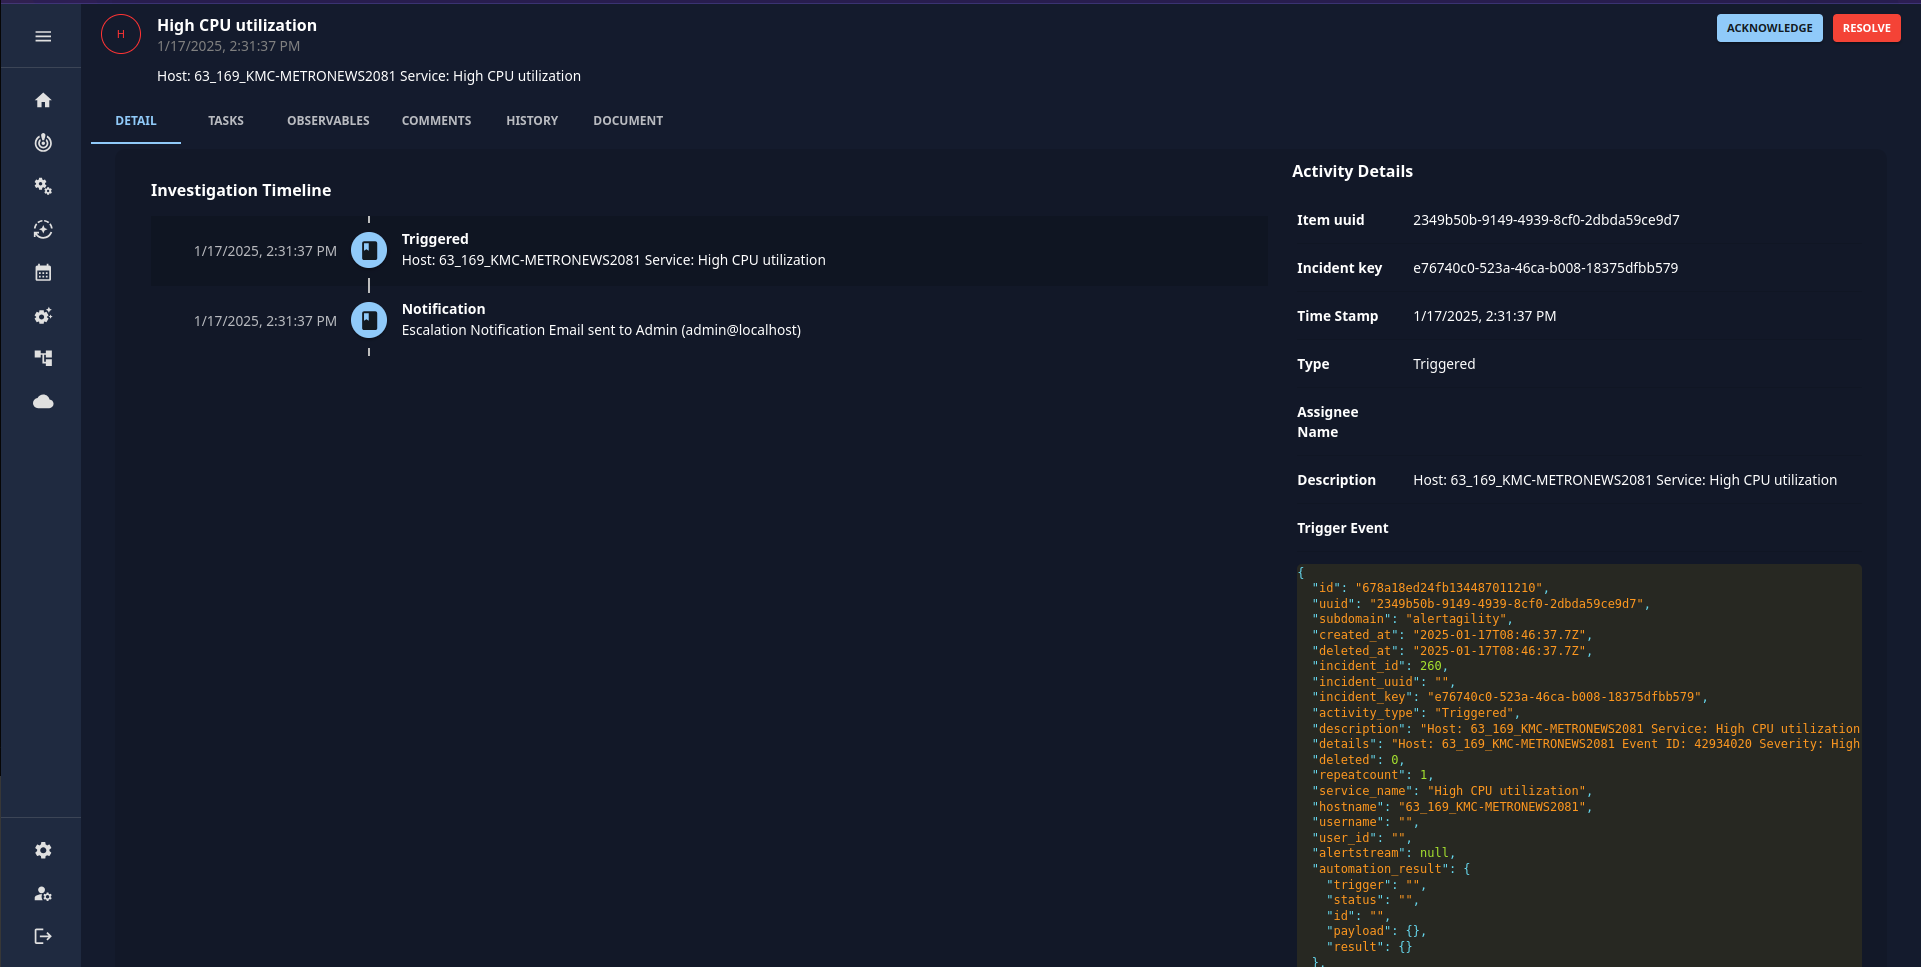 H
High CPU utilization
1/17/2025, 2:31:37 PM
ACKNOWLEDGE
RESOLVE
Host: 63_169_KMC-METRONEWS2081 Service: High CPU utilization
DETAIL
TASKS
OBSERVABLES
COMMENTS
HISTORY
DOCUMENT
Investigation Timeline
1/17/2025, 2:31:37 PM
Triggered
Host: 63_169_KMC-METRONEWS2081 Service: High CPU utilization
1/17/2025, 2:31:37 PM
Notification
Escalation Notification Email sent to Admin (admin@localhost)
Activity Details
Item uuid 2349b50b-9149-4939-8cf0-2dbda59ce9d7
Incident key e76740c0-523a-46ca-b008-18375dfbb579
Time Stamp 1/17/2025, 2:31:37 PM
Type Triggered
Assignee
Name
Description Host: 63_169_KMC-METRONEWS2081 Service: High CPU utilization
Trigger Event
{
"id": "678a18ed24fb134487011210",
"uuid": "2349b50b-9149-4939-8cf0-2dbda59ce9d7",
"subdomain": "alertagility",
"created_at": "2025-01-17T08:46:37.7Z",
"deleted_at": "2025-01-17T08:46:37.7Z",
"incident_id": 260,
"incident_uuid": "",
"incident_key": "e76740c0-523a-46ca-b008-18375dfbb579",
"activity_type": "Triggered",
"description": "Host: 63_169_KMC-METRONEWS2081 Service: High CPU utilization
"details": "Host: 63_169_KMC-METRONEWS2081 Event ID: 42934020 Severity: High
"deleted": 0,
"repeatcount": 1,
"service_name": "High CPU utilization",
"hostname": "63_169_KMC-METRONEWS2081",
"username": "",
"user_id": "",
"alertstream": null,
"automation_result": {
"trigger": "",
"status": "",
"id": "",
"payload": {},
"result": {}
},